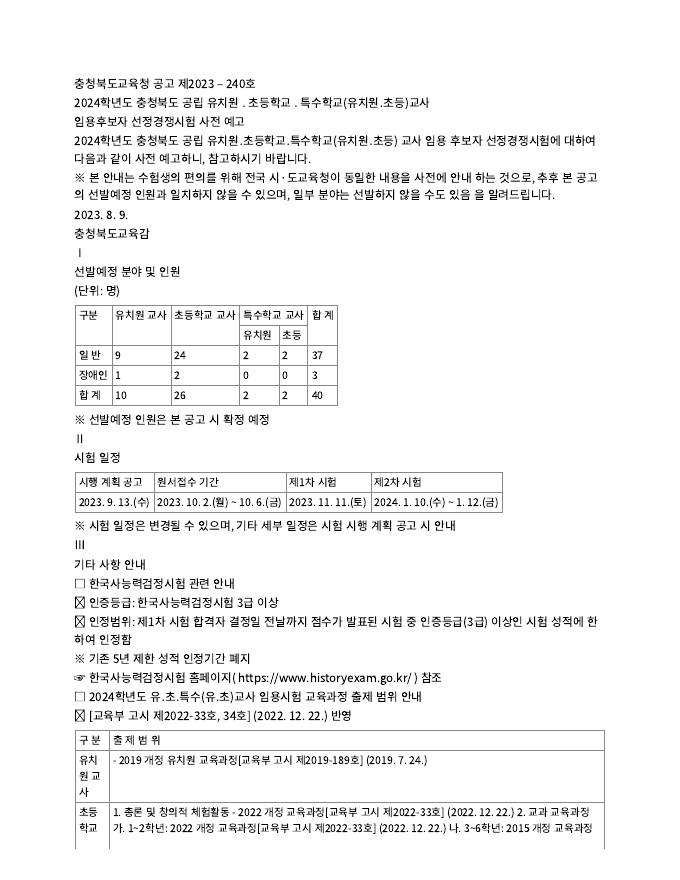 충청북도교육청 공고 제2023 – 240호
2024학년도 충청북도 공립 유치원 . 초등학교 . 특수학교(유치원.초등)교사
임용후보자 선정경쟁시험 사전 예고
2024학년도 충청북도 공립 유치원.초등학교.특수학교(유치원.초등) 교사 임용 후보자 선정경쟁시험에 대하여
다음과 같이 사전 예고하니, 참고하시기 바랍니다.
※ 본 안내는 수험생의 편의를 위해 전국 시·도교육청이 동일한 내용을 사전에 안내 하는 것으로, 추후 본 공고
의 선발예정 인원과 일치하지 않을 수 있으며, 일부 분야는 선발하지 않을 수도 있음 을 알려드립니다.
2023. 8. 9.
충청북도교육감
Ⅰ
선발예정 분야 및 인원
(단위: 명)
구분 유치원 교사 초등학교 교사 특수학교 교사 합 계
유치원 초등
일 반 9 24 2 2 37
장애인 1 2 0 0 3
합 계 10 26 2 2 40
※ 선발예정 인원은 본 공고 시 확정 예정
Ⅱ
시험 일정
시행 계획 공고 원서접수 기간 제1차 시험 제2차 시험
2023. 9. 13.(수) 2023. 10. 2.(월) ~ 10. 6.(금) 2023. 11. 11.(토) 2024. 1. 10.(수) ~ 1. 12.(금)
※ 시험 일정은 변경될 수 있으며, 기타 세부 일정은 시험 시행 계획 공고 시 안내
Ⅲ
기타 사항 안내
□ 한국사능력검정시험 관련 안내
인증등급: 한국사능력검정시험 3급 이상
인정범위: 제1차 시험 합격자 결정일 전날까지 점수가 발표된 시험 중 인증등급(3급) 이상인 시험 성적에 한
하여 인정함
※ 기존 5년 제한 성적 인정기간 폐지
☞ 한국사능력검정시험 홈페이지( https://www.historyexam.go.kr/ ) 참조
□ 2024학년도 유.초.특수(유.초)교사 임용시험 교육과정 출제 범위 안내
[교육부 고시 제2022-33호, 34호] (2022. 12. 22.) 반영
구 분 출 제 범 위
유치 - 2019 개정 유치원 교육과정[교육부 고시 제2019-189호] (2019. 7. 24.)
원 교
사
초등 1. 총론 및 창의적 체험활동 - 2022 개정 교육과정[교육부 고시 제2022-33호] (2022. 12. 22.) 2. 교과 교육과정
학교 가. 1~2학년: 2022 개정 교육과정[교육부 고시 제2022-33호] (2022. 12. 22.) 나. 3~6학년: 2015 개정 교육과정